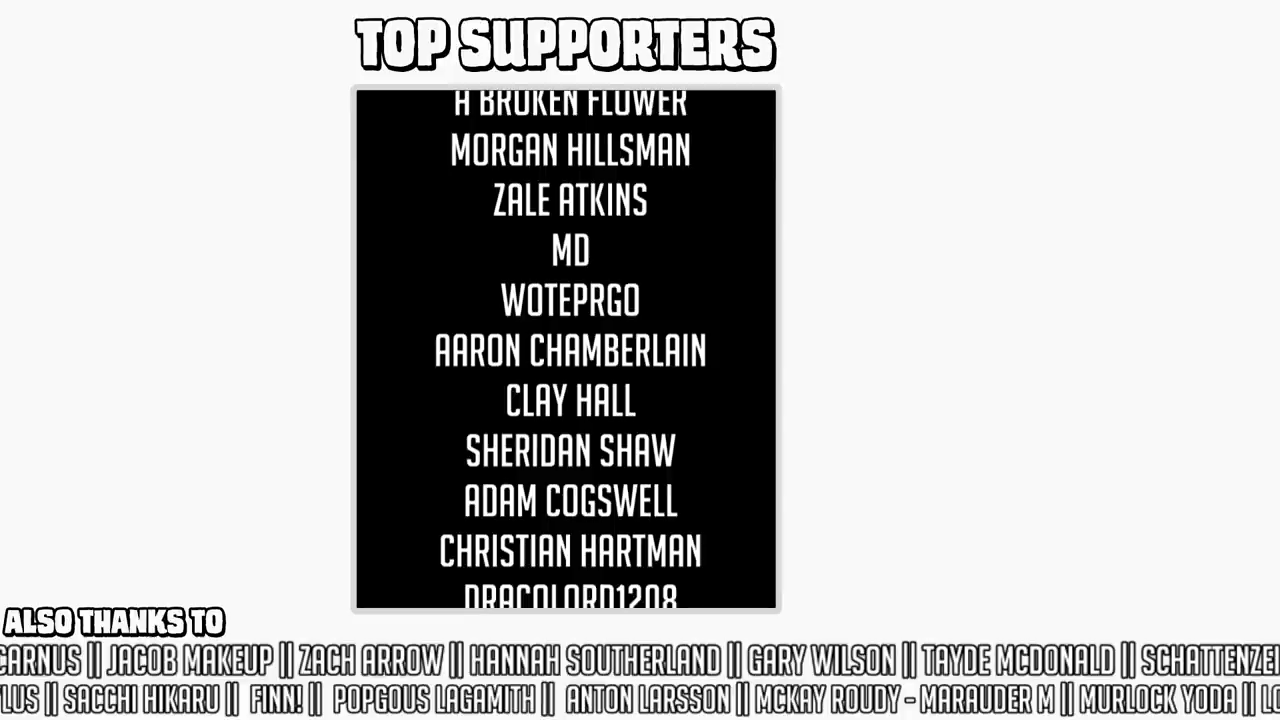 TOP SUPPORTERS
A BROKEN FLOWER
MORGAN HILLSMAN
ZALE ATKINS
MD
WOTEPRGO
AARON CHAMBERLAIN
CLAY HALL
SHERIDAN SHAW
ADAM COGSWELL
CHRISTIAN HARTMAN
DRACOLORD1208
ALSO THANKS TO
CARNUS || JACOB MAKEUP || ZACH ARROW || HANNAH SOUTHERLAND || GARY WILSON || TAYDE MCDONALD || SCHATTENZEI
LUS || SACCHI HIKARU || FINN! || POPGOUS LAGAMITH || ANTON LARSSON || MCKAY ROUDY - MARAUDER M || MURLOCK YODA || LO